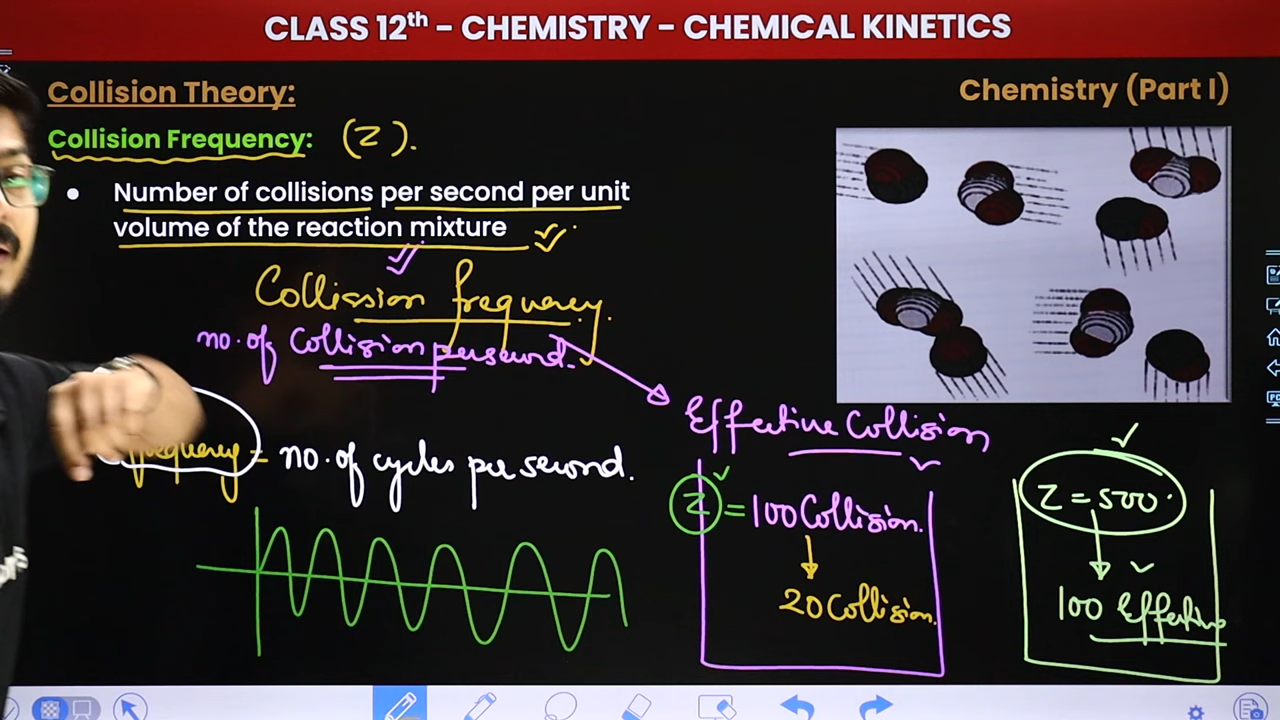 CLASS 12th - CHEMISTRY - CHEMICAL KINETICS
Collision Theory:
Chemistry (Part I)
Collision Frequency: (Z).
• Number of collisions per second per unit
volume of the reaction mixture
Collission frequency.
no. of Collision per second.
Effective Collision
frequency = no. of cycles per second.
Z = 100 Collision.
20 Collision.
Z = 500.
100 Effective